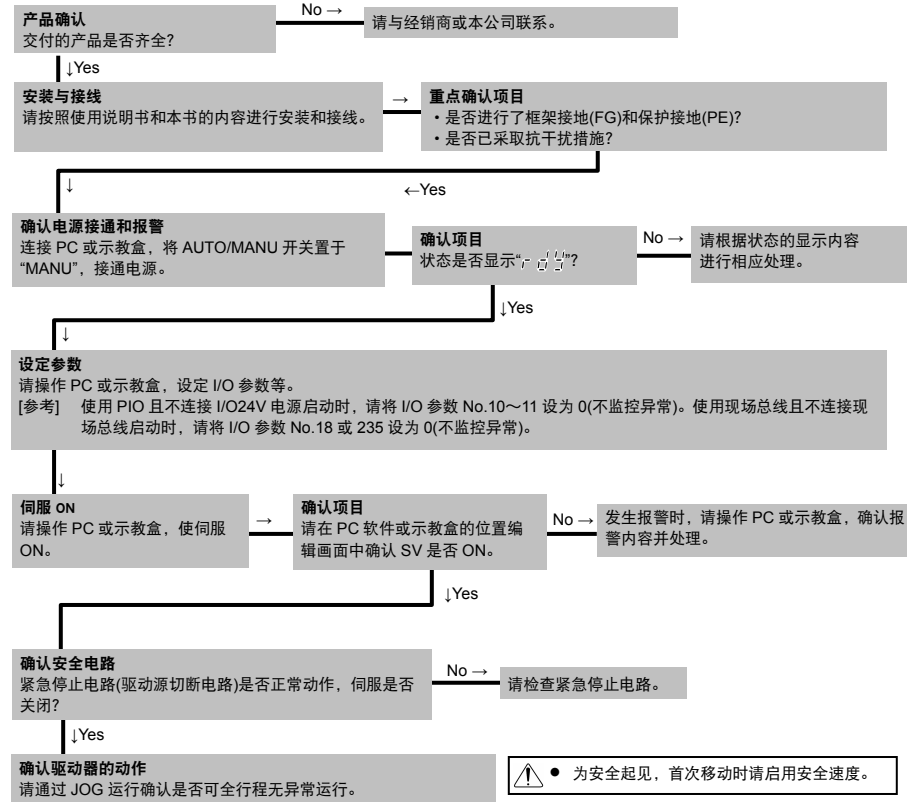 产品确认
交付的产品是否齐全?
No →
请与经销商或本公司联系。
↓Yes
安装与接线
请按照使用说明书和本书的内容进行安装和接线。
→
重点确认项目
・是否进行了框架接地(FG)和保护接地(PE)?
・是否已采取抗干扰措施?
↓
←Yes
确认电源接通和报警
连接 PC 或示教盒，将 AUTO/MANU 开关置于
“MANU”，接通电源。
确认项目
状态是否显示“rdy”?
No →
请根据状态的显示内容
进行相应处理。
↓Yes
↓
设定参数
请操作 PC 或示教盒，设定 I/O 参数等。
[参考] 使用 PIO 且不连接 I/O24V 电源启动时，请将 I/O 参数 No.10～11 设为 0(不监控异常)。使用现场总线且不连接现
场总线启动时，请将 I/O 参数 No.18 或 235 设为 0(不监控异常)。
↓
伺服 ON
请操作 PC 或示教盒，使伺服
ON。
→
确认项目
请在 PC 软件或示教盒的位置编
辑画面中确认 SV 是否 ON。
No →
发生报警时，请操作 PC 或示教盒，确认报
警内容并处理。
↓Yes
确认安全电路
紧急停止电路(驱动源切断电路)是否正常动作，伺服是否
关闭?
No →
请检查紧急停止电路。
↓Yes
确认驱动器的动作
请通过 JOG 运行确认是否可全行程无异常运行。
● 为安全起见，首次移动时请启用安全速度。